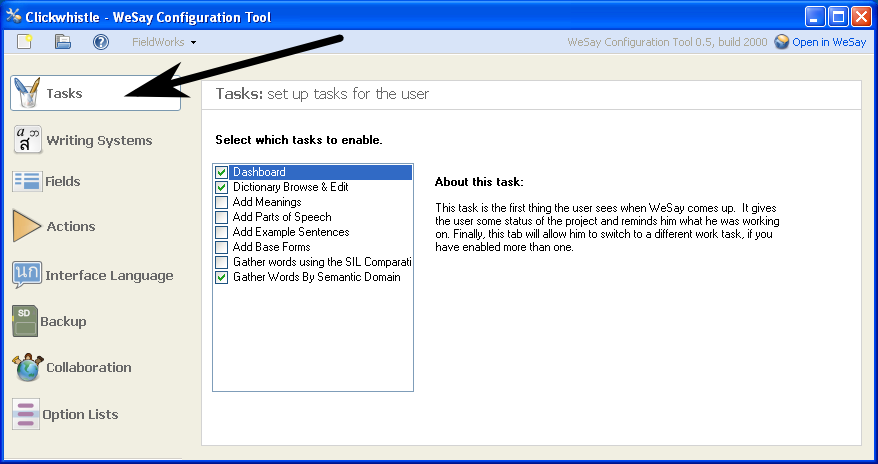 Clickwhistle - WeSay Configuration Tool
FieldWorks
WeSay Configuration Tool 0.5, build 2000
Open in WeSay
Tasks
a
ส
Writing Systems
Fields
Actions
Interface Language
SD
Backup
Collaboration
Option Lists
Tasks: set up tasks for the user
Select which tasks to enable.
Dashboard
Dictionary Browse & Edit
Add Meanings
Add Parts of Speech
Add Example Sentences
Add Base Forms
Gather words using the SIL Comparati
Gather Words By Semantic Domain
About this task:
This task is the first thing the user sees when WeSay comes up. It gives
the user some status of the project and reminds him what he was working
on. Finally, this tab will allow him to switch to a different work task, if you
have enabled more than one.